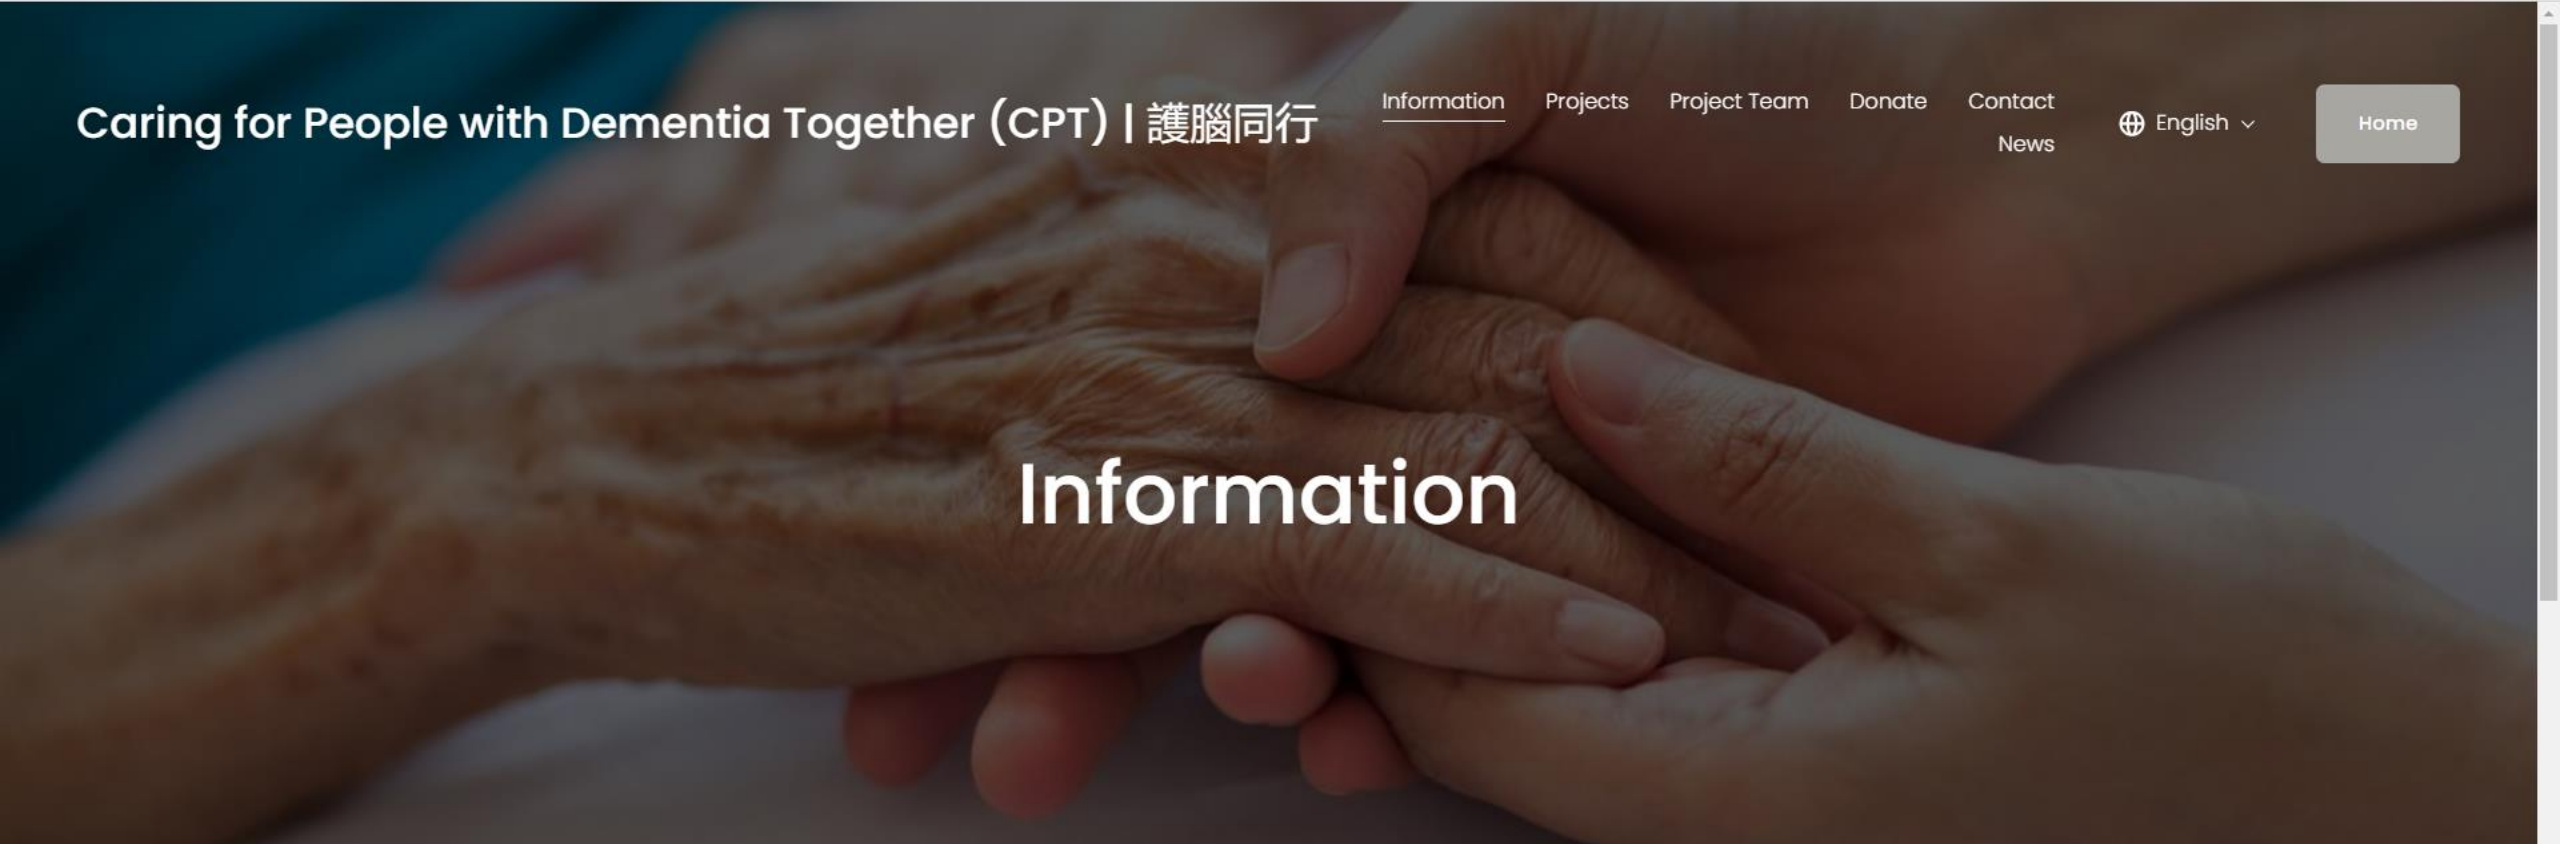 Caring for People with Dementia Together (CPT) | 護腦同行
Information Projects Project Team Donate Contact
News
English
Home
Information